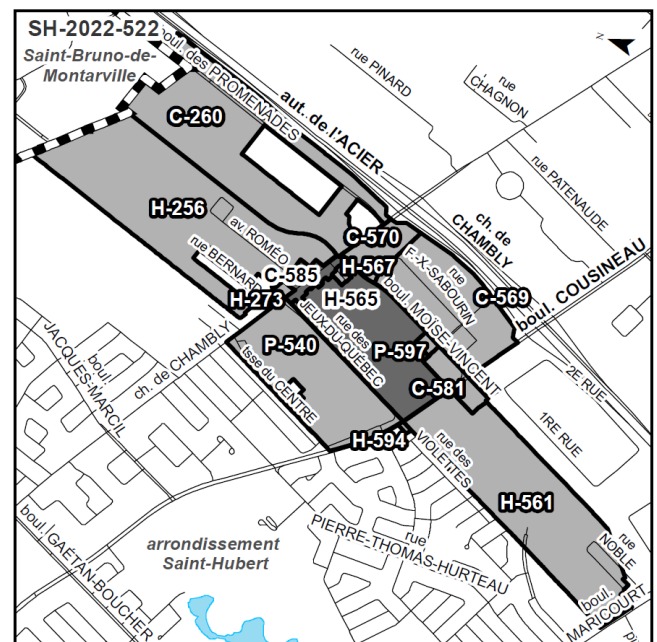 SH-2022-522
Saint-Bruno-de-
Montarville
boul. des PROMENADES
rue PINARD
rue
CHAGNON
aut. de l'ACIER
C-260
rue PATENAUDE
H-256
ch. de
CHAMBLY
av. ROMÉO
C-570
rue
F.-X.-SABOURN
rue BERNARD
C-585
H-567
C-569
boul. COUSINEAU
H-273
H-565
boul. MOÏSE-VINCENT
P-540
rue des
JEUX-DU-QUÉBEC
P-597
ch. de CHAMBLY
boul.
JACQUES-MARCIL
tsse du CENTRE
C-581
2E RUE
1RE RUE
H-594
rue des
VIOLETTES
H-561
boul. GAÉTAN-BOUCHER
arrondissement
Saint-Hubert
rue
PIERRE-THOMAS-HURTEAU
rue
NOBLE
boul.
MARICOURT
N